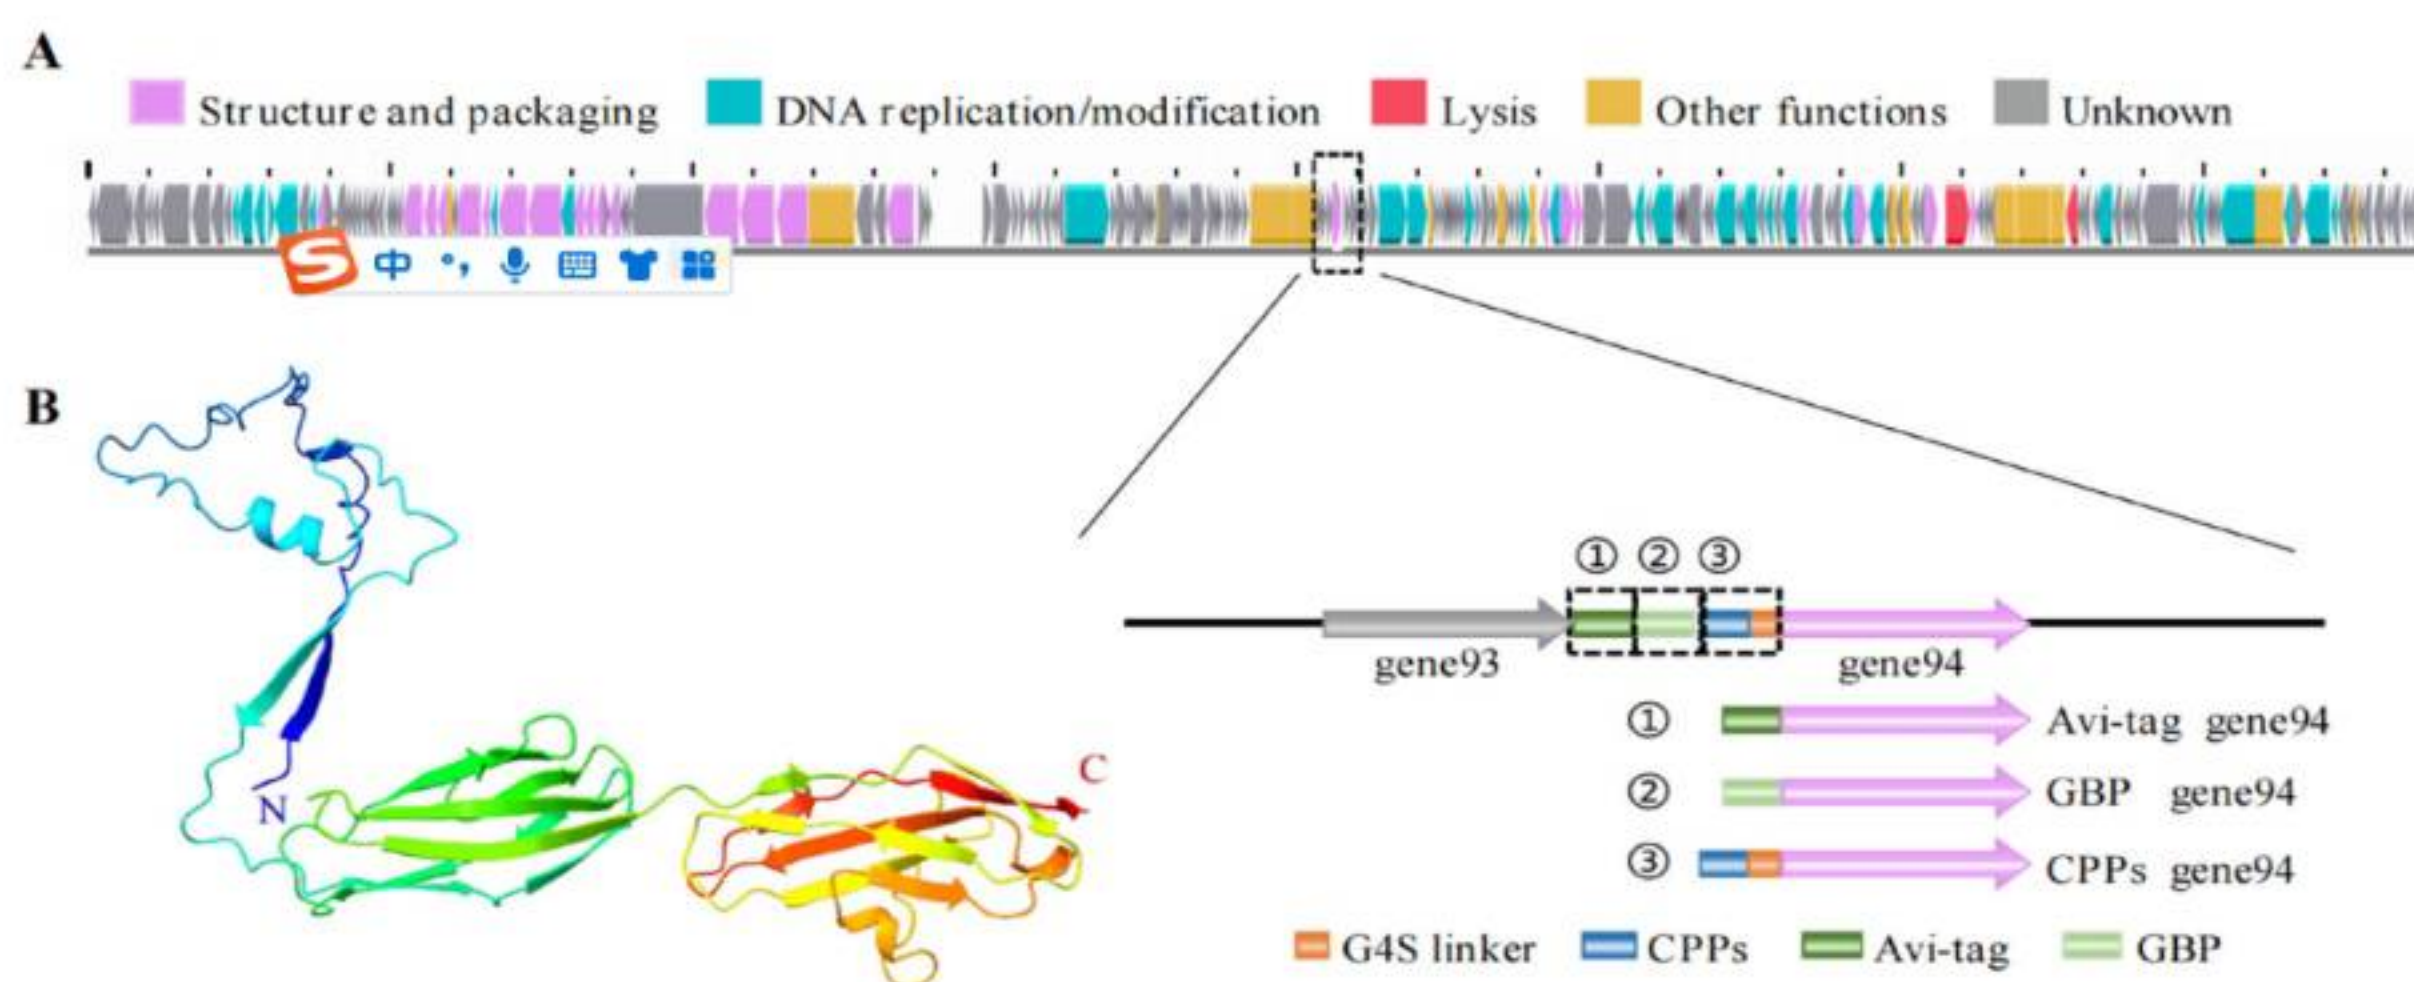 A
Structure and packaging DNA replication/modification Lysis Other functions Unknown
S 中 °,
B
① ② ③
gene93 gene94
① Avi-tag gene94
N C
② GBP gene94
③ CPPs gene94
G4S linker CPPs Avi-tag GBP